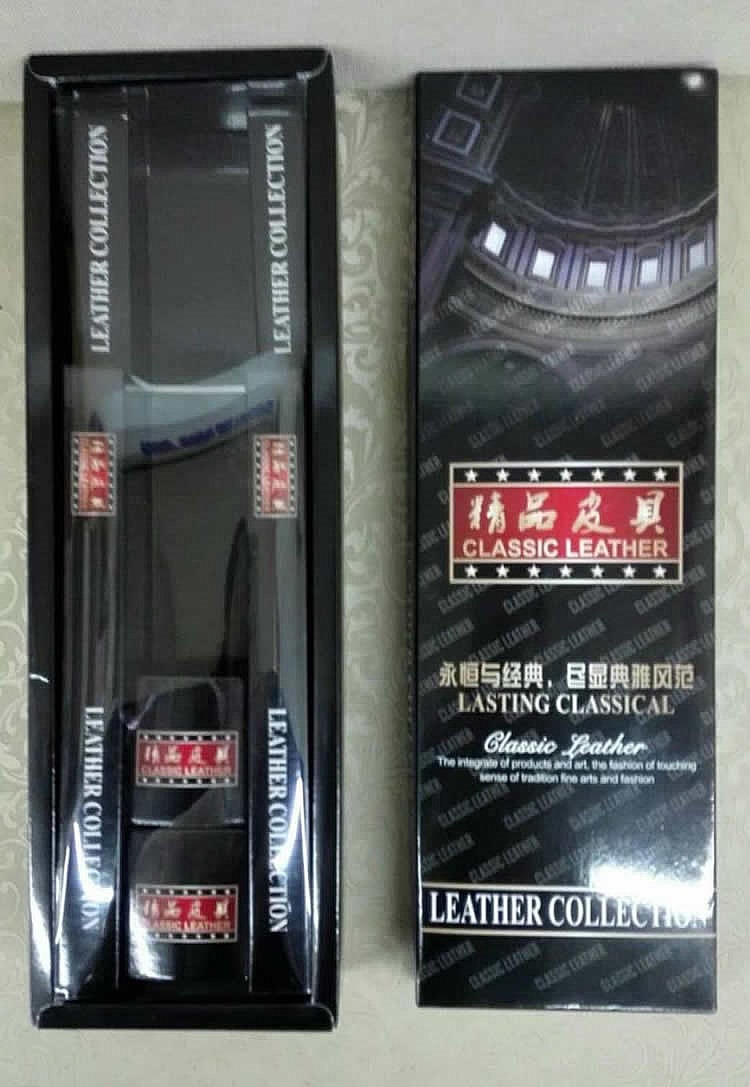 LEATHER COLLECTION
LEATHER COLLECTION
精品皮具
精品皮具
LEATHER COLLECTION
LEATHER COLLECTION
精品皮具
CLASSIC LEATHER
精品皮具
CLASSIC LEATHER
精品皮具
CLASSIC LEATHER
永恒与经典，尽显典雅风范
LASTING CLASSICAL
Classic Leather
The integrate of products and art, the fashion of touching
sense of tradition fine arts and fashion
LEATHER COLLECTION
CLASSIC LEATHER